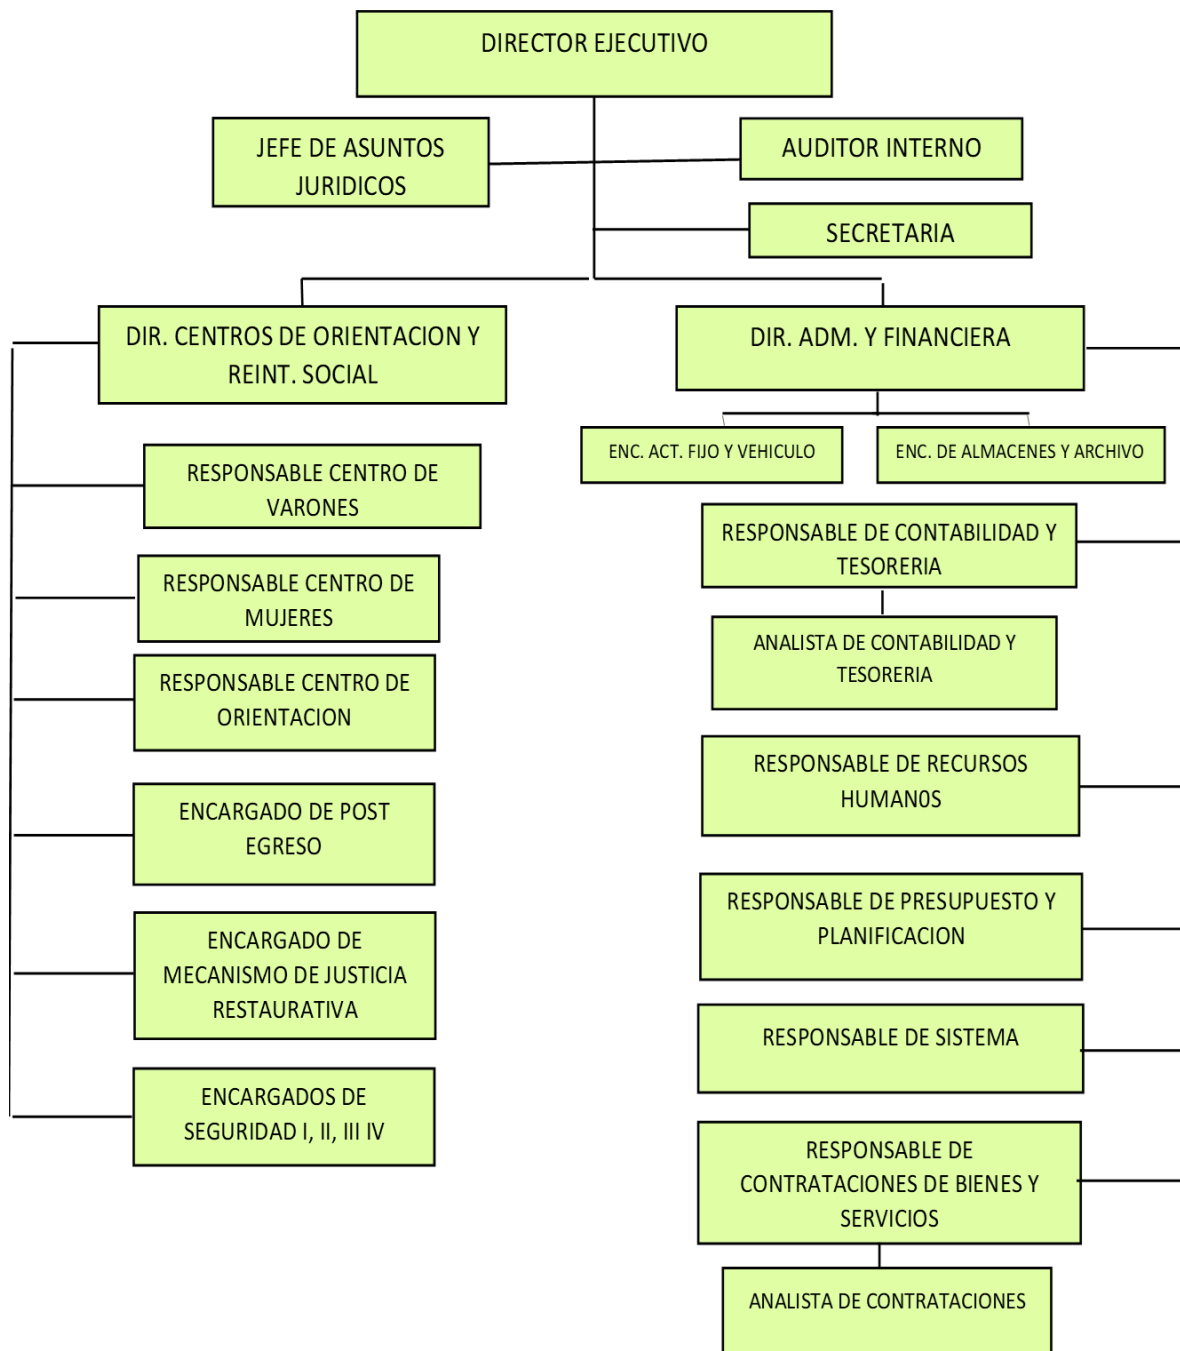 DIRECTOR EJECUTIVO
JEFE DE ASUNTOS
JURIDICOS
AUDITOR INTERNO
SECRETARIA
DIR. CENTROS DE ORIENTACION Y
REINT. SOCIAL
DIR. ADM. Y FINANCIERA
ENC. ACT. FIJO Y VEHICULO
ENC. DE ALMACENES Y ARCHIVO
RESPONSABLE CENTRO DE
VARONES
RESPONSABLE CENTRO DE
MUJERES
RESPONSABLE CENTRO DE
ORIENTACION
ENCARGADO DE POST
EGRESO
ENCARGADO DE
MECANISMO DE JUSTICIA
RESTAURATIVA
ENCARGADOS DE
SEGURIDAD I, II, III IV
RESPONSABLE DE CONTABILIDAD Y
TESORERIA
ANALISTA DE CONTABILIDAD Y
TESORERIA
RESPONSABLE DE RECURSOS
HUMAN0S
RESPONSABLE DE PRESUPUESTO Y
PLANIFICACION
RESPONSABLE DE SISTEMA
RESPONSABLE DE
CONTRATACIONES DE BIENES Y
SERVICIOS
ANALISTA DE CONTRATACIONES